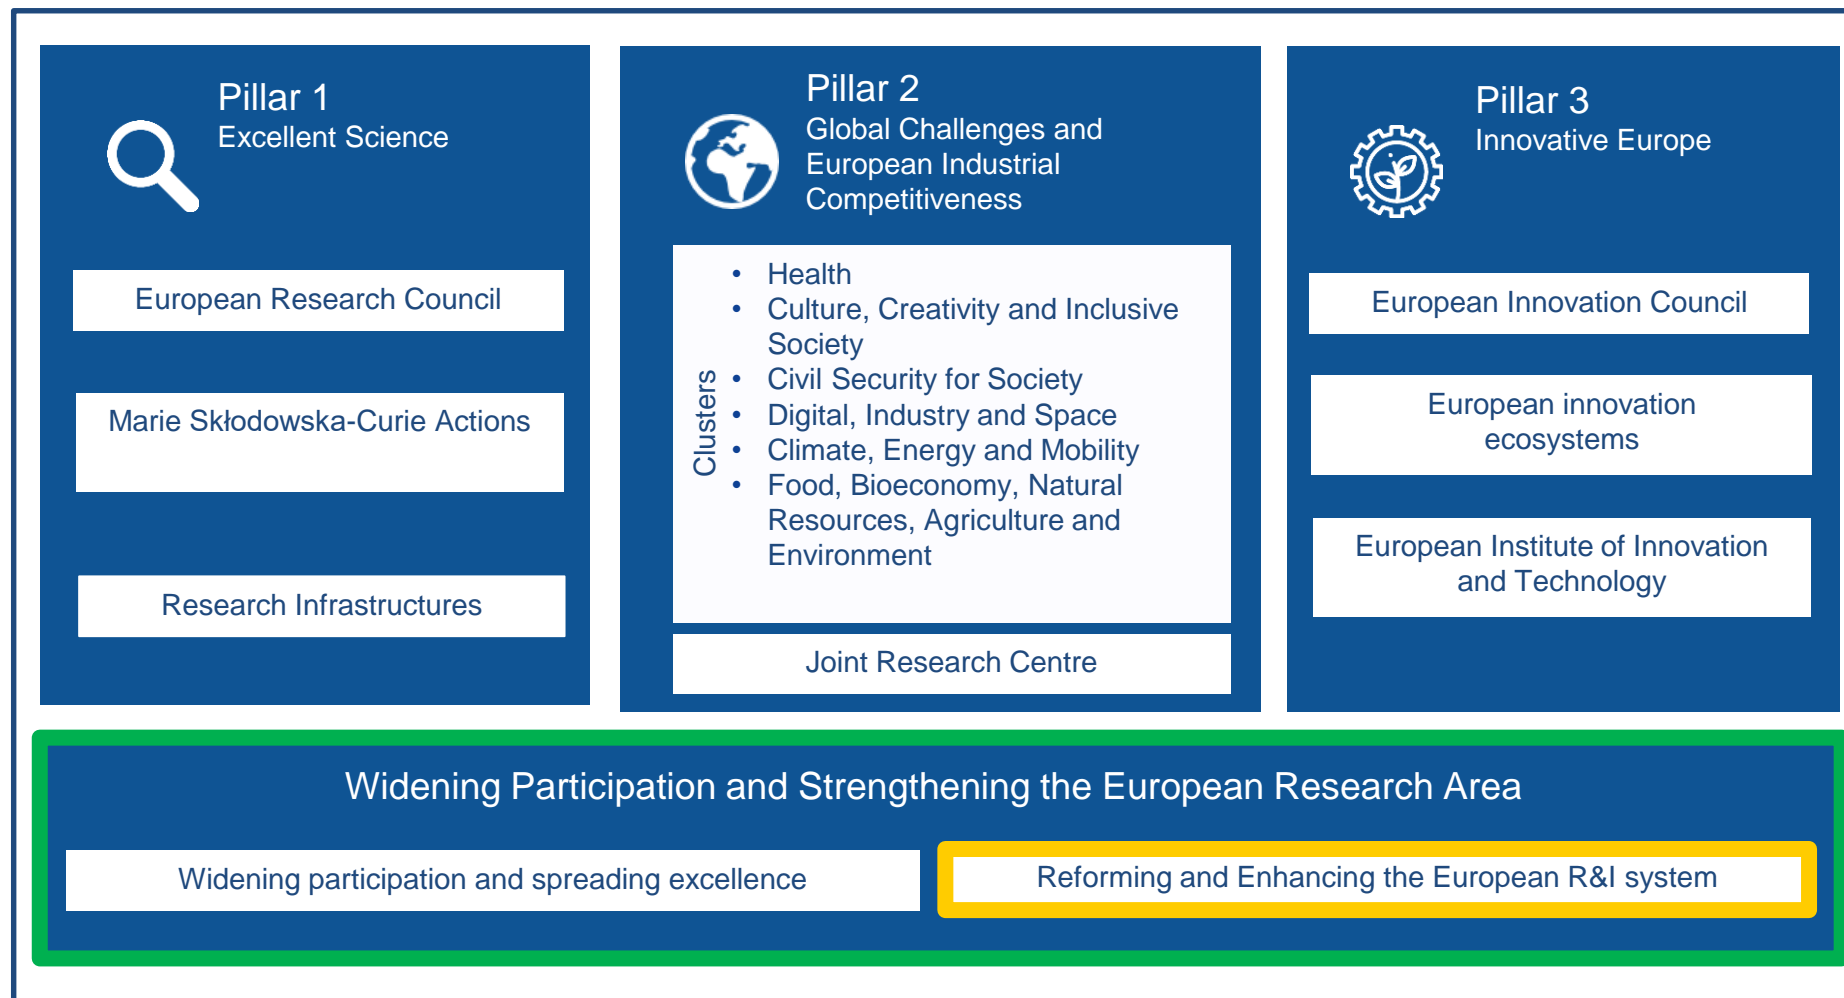 Pillar 1
Excellent Science
European Research Council
Marie Skłodowska-Curie Actions
Research Infrastructures
Pillar 2
Global Challenges and
European Industrial
Competitiveness
Clusters
• Health
• Culture, Creativity and Inclusive
Society
• Civil Security for Society
• Digital, Industry and Space
• Climate, Energy and Mobility
• Food, Bioeconomy, Natural
Resources, Agriculture and
Environment
Joint Research Centre
Pillar 3
Innovative Europe
European Innovation Council
European innovation
ecosystems
European Institute of Innovation
and Technology
Widening Participation and Strengthening the European Research Area
Widening participation and spreading excellence
Reforming and Enhancing the European R&I system